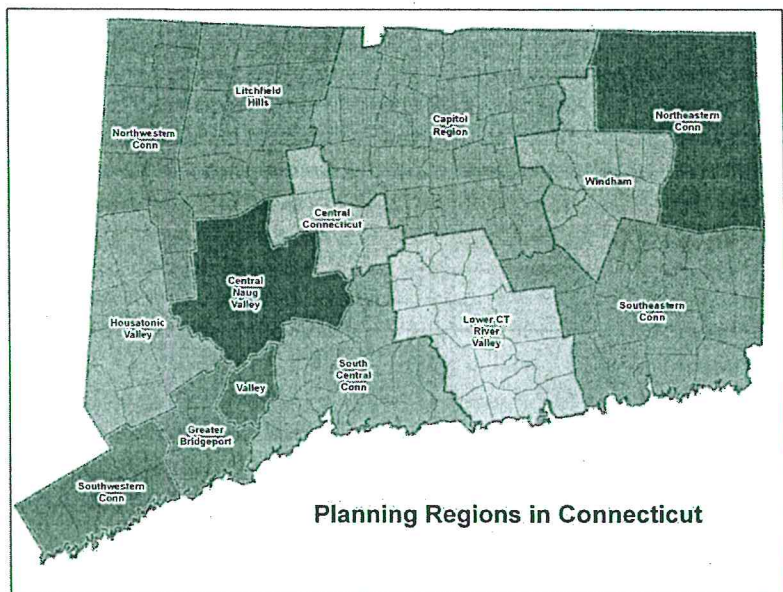 Litchfield
Hills
Northwestern
Conn
Capitol
Region
Northeastern
Conn
Windham
Central
Connecticut
Central
Naug
Valley
Housatonic
Valley
Lower CT
River
Valley
Southeastern
Conn
South
Central
Conn
Valley
Greater
Bridgeport
Southwestern
Conn
Planning Regions in Connecticut